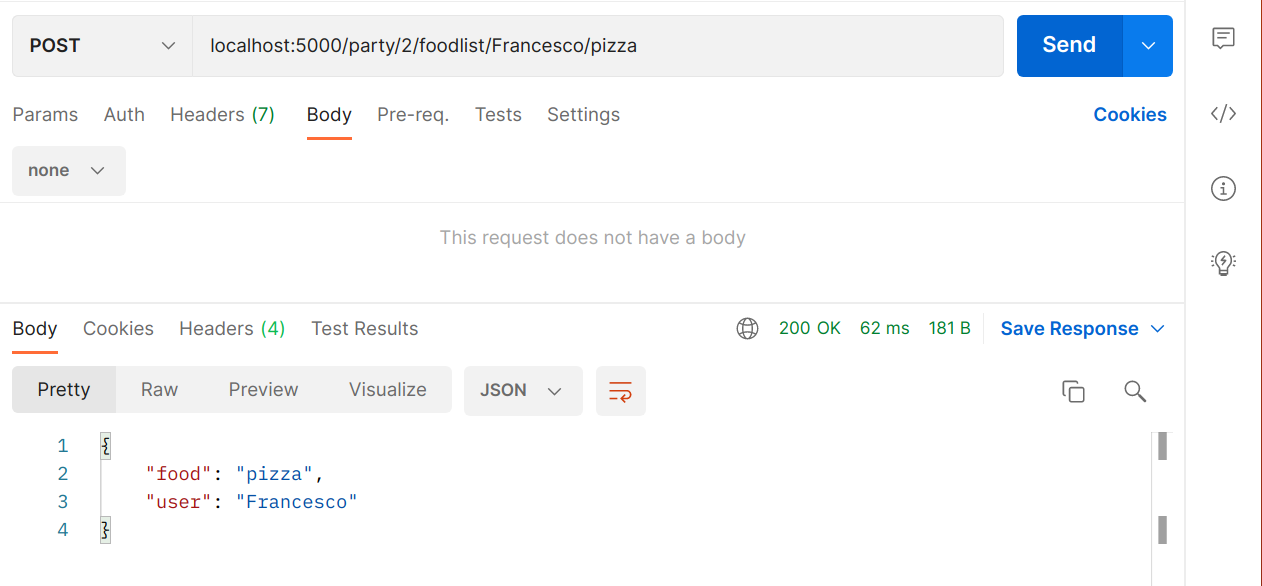 POST localhost:5000/party/2/foodlist/Francesco/pizza Send
Params Auth Headers (7) Body Pre-req. Tests Settings Cookies
none
This request does not have a body
Body Cookies Headers (4) Test Results 200 OK 62 ms 181 B Save Response
Pretty Raw Preview Visualize JSON
1 {
2 "food": "pizza",
3 "user": "Francesco"
4 }